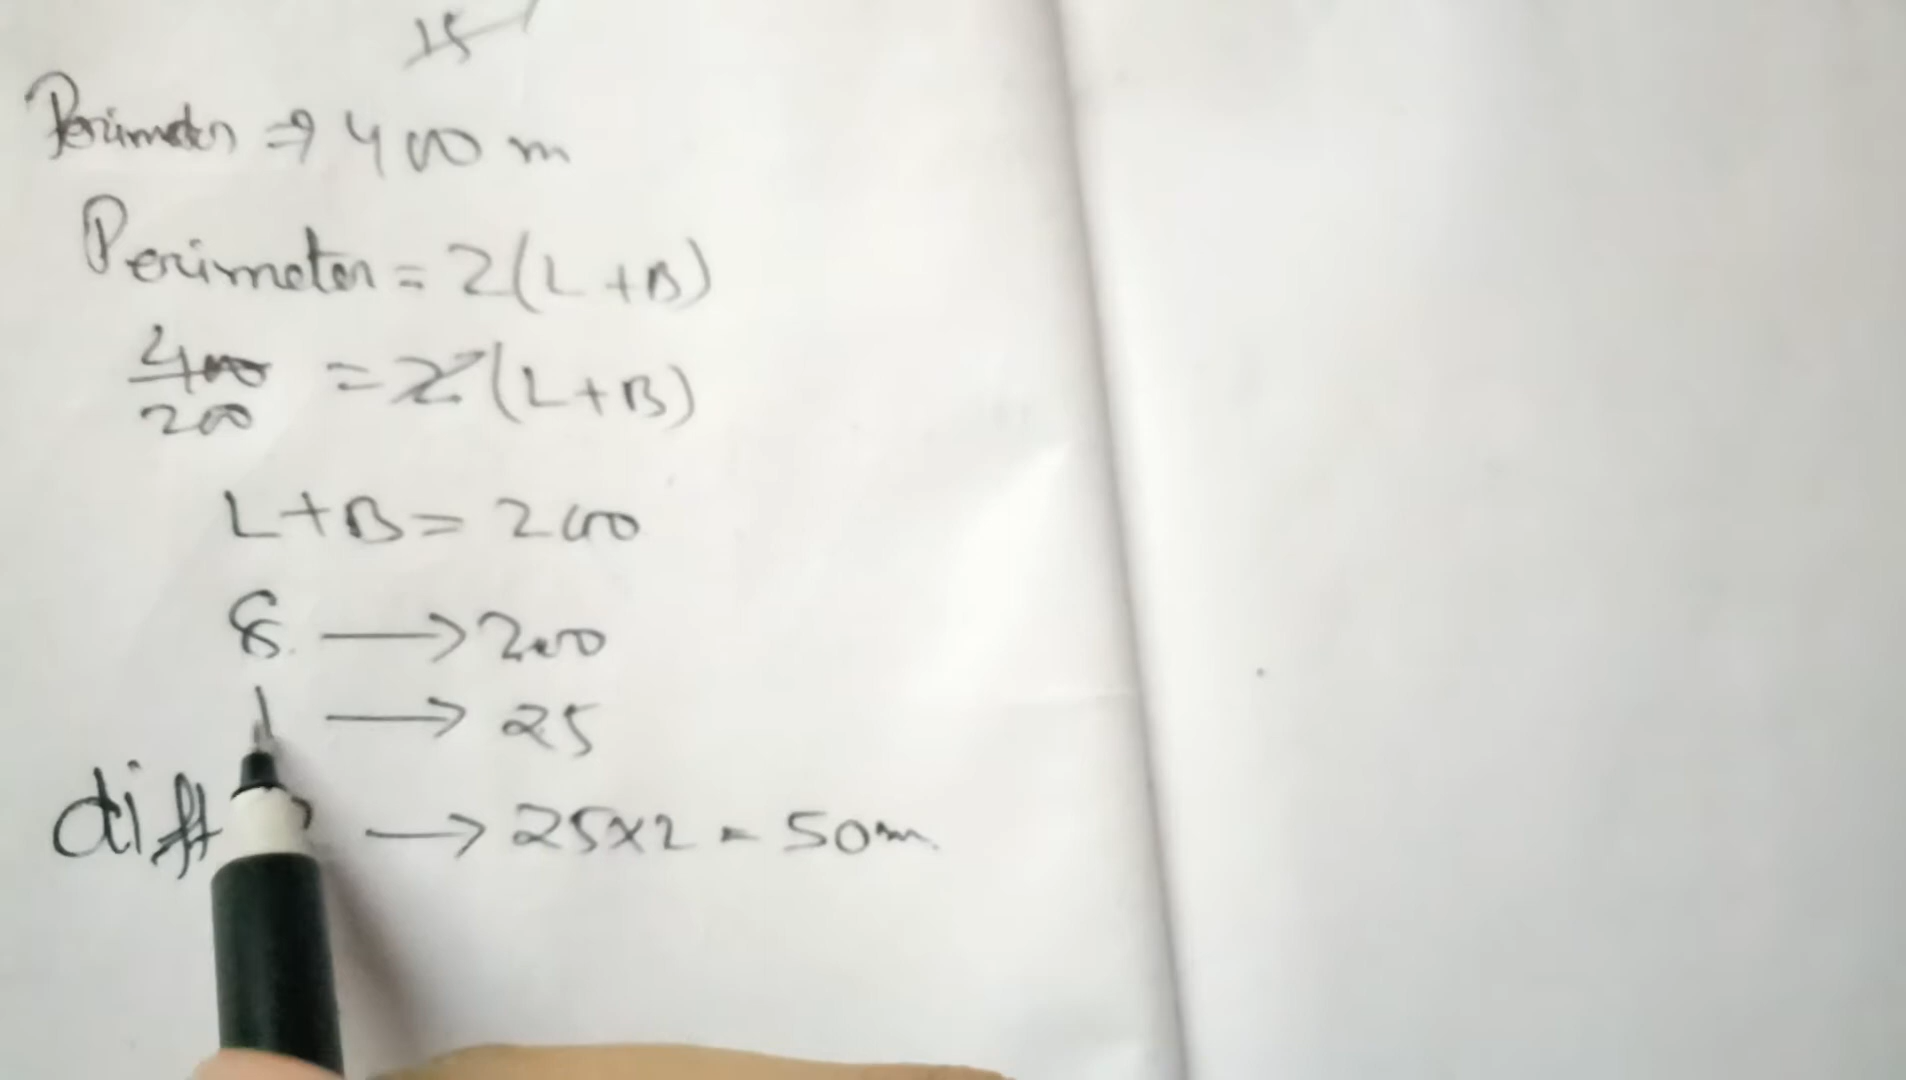 15
Perimeter ⇒ 400 m
Perimeter = 2(L+B)
400/200 = 2(L+B)
L+B = 200
8 → 200
1 → 25
diff → 25×2 = 50m